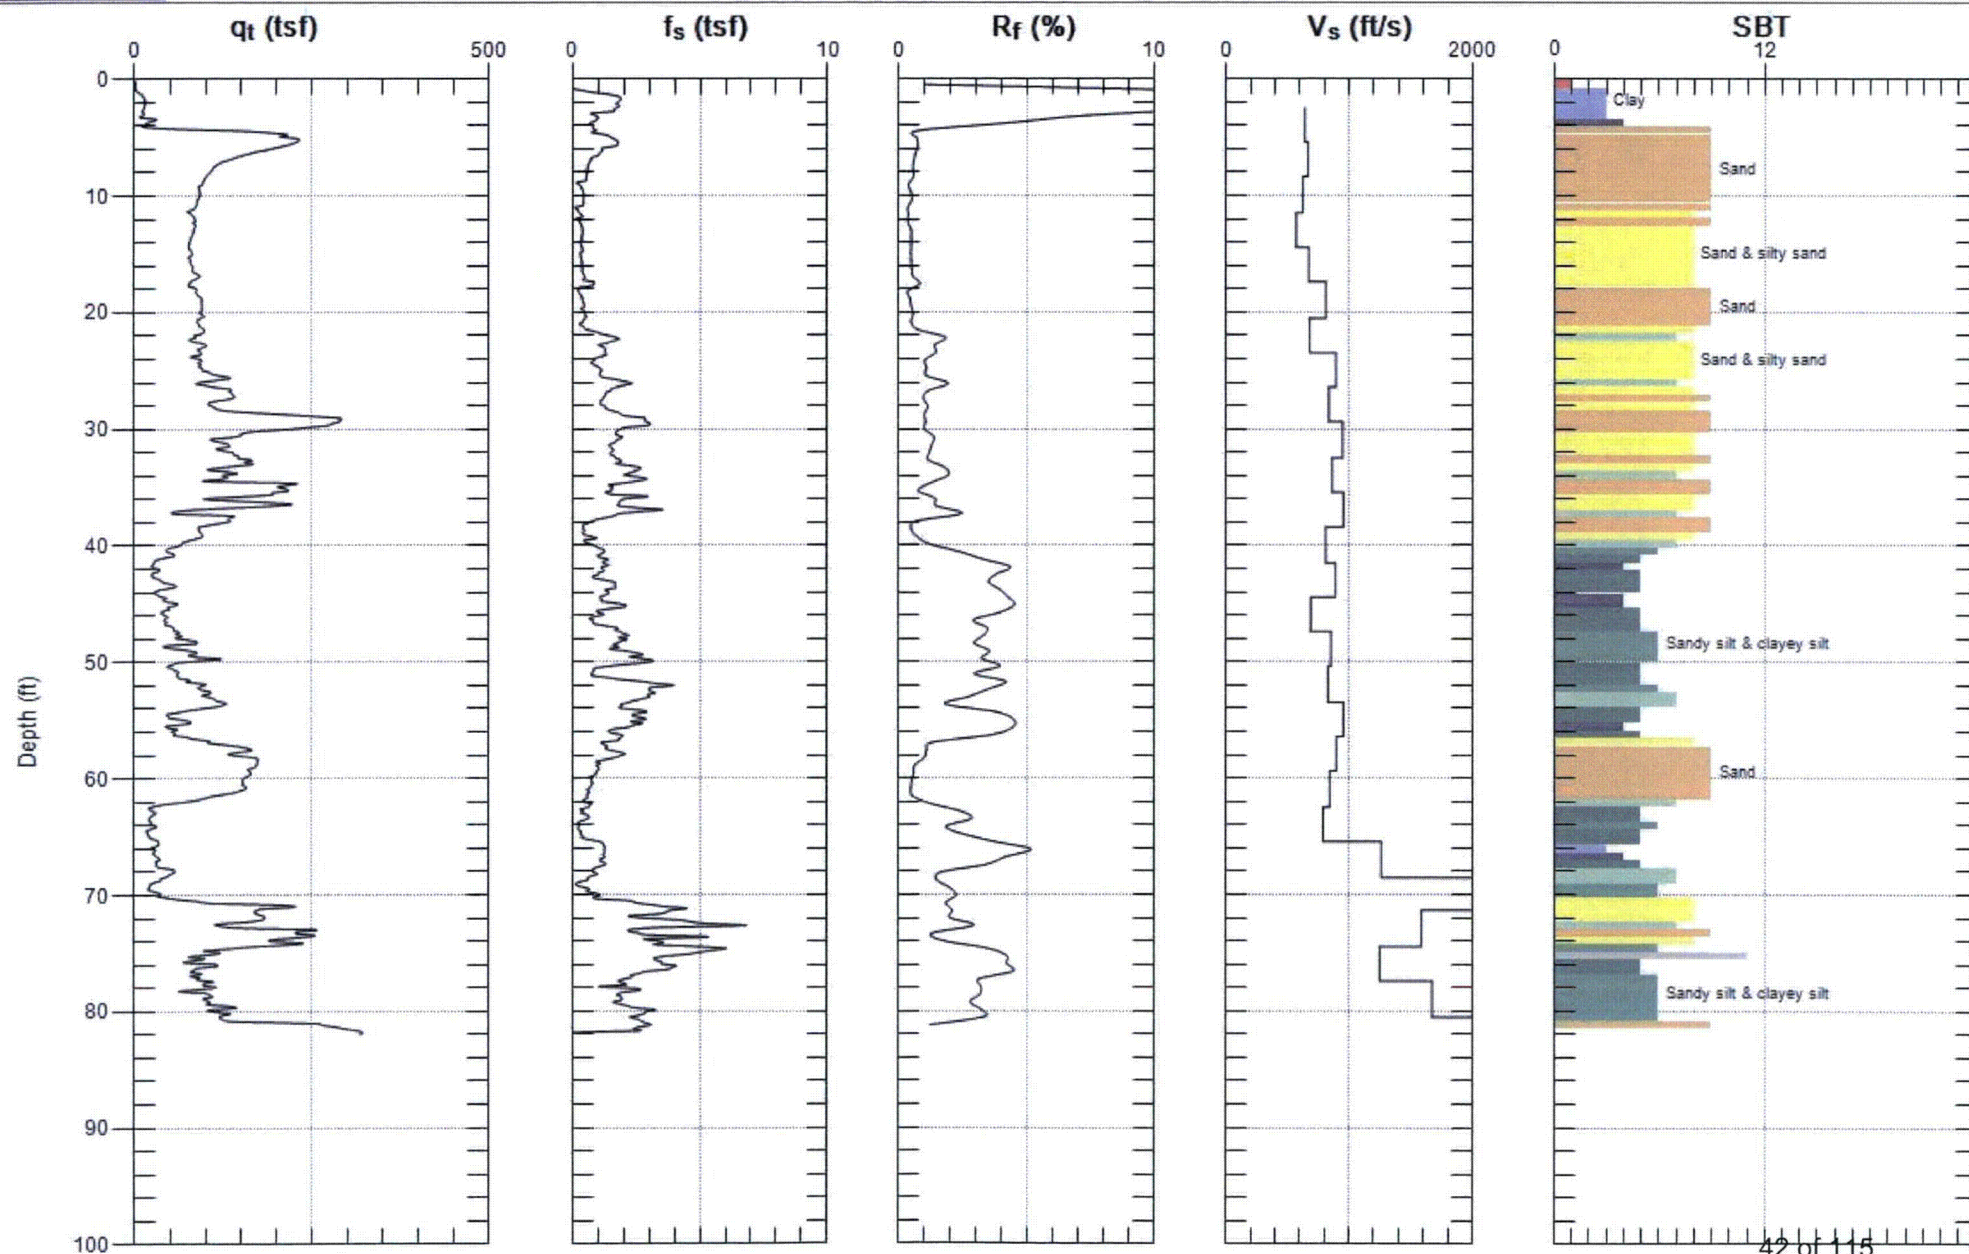 qt (tsf) fs (tsf) Rf (%) Vs (ft/s) SBT
0 500 0 10 0 10 0 2000 0 12
0
Clay
Sand
10
Sand & silty sand
Sand
20
Sand & silty sand
30
40
Sandy silt & clayey silt
50
Depth (ft)
Sand
60
70
Sandy silt & clayey silt
80
90
100
42 of 115